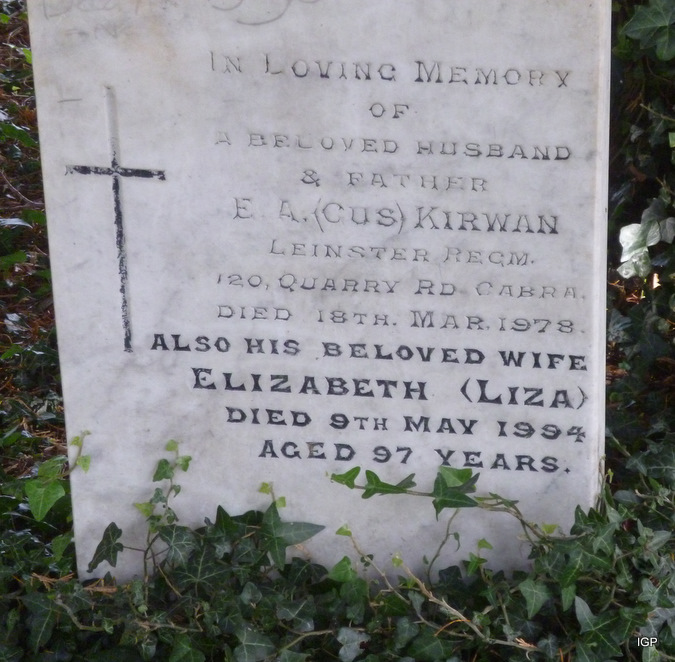 IN LOVING MEMORY
OF
A BELOVED HUSBAND
& FATHER
E. A. (GUS) KIRWAN
LEINSTER REGM.
120, QUARRY RD CABRA.
DIED 18TH. MAR. 1978.
ALSO HIS BELOVED WIFE
ELIZABETH (LIZA)
DIED 9TH MAY 1994
AGED 97 YEARS.
IGP